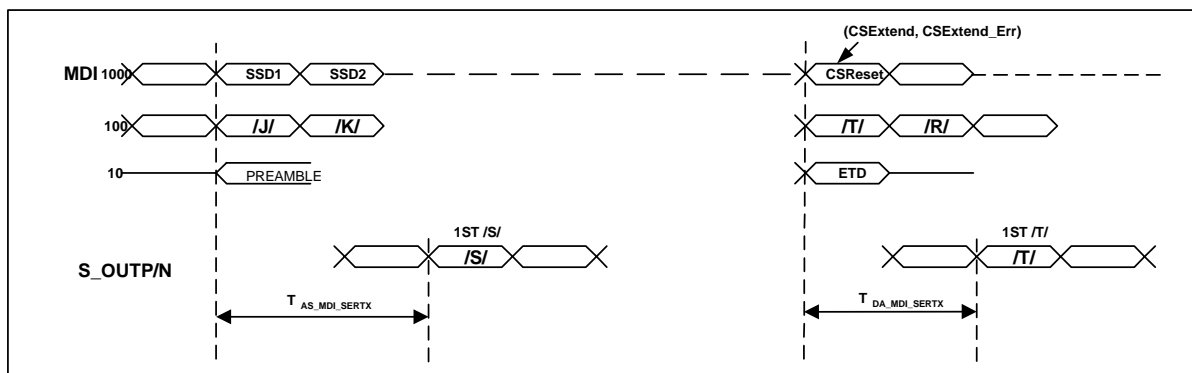 (CSExtend, CSExtend_Err)
MDI 1000 SSD1 SSD2 CSReset
100 /J/ /K/ /T/ /R/
10 PREAMBLE ETD
1ST /S/ 1ST /T/
S_OUTP/N /S/ /T/
T AS_MDI_SERTX T DA_MDI_SERTX